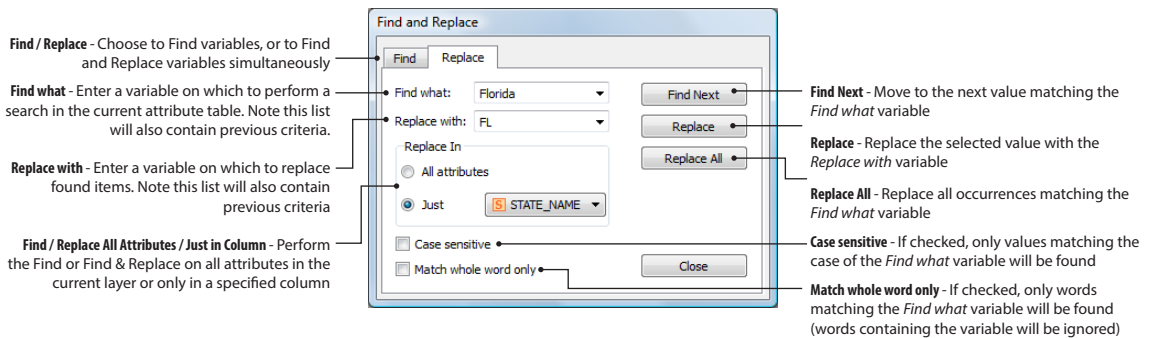 Find / Replace - Choose to Find variables, or to Find
and Replace variables simultaneously
Find what - Enter a variable on which to perform a
search in the current attribute table. Note this list
will also contain previous criteria.
Replace with - Enter a variable on which to replace
found items. Note this list will also contain
previous criteria
Find / Replace All Attributes / Just in Column - Perform
the Find or Find & Replace on all attributes in the
current layer or only in a specified column
Find and Replace
Find Replace
Find what: Florida
Replace with: FL
Replace In
All attributes
Just S STATE_NAME
Case sensitive
Match whole word only
Find Next
Replace
Replace All
Close
Find Next - Move to the next value matching the
Find what variable
Replace - Replace the selected value with the
Replace with variable
Replace All - Replace all occurrences matching the
Find what variable
Case sensitive - If checked, only values matching the
case of the Find what variable will be found
Match whole word only - If checked, only words
matching the Find what variable will be found
(words containing the variable will be ignored)